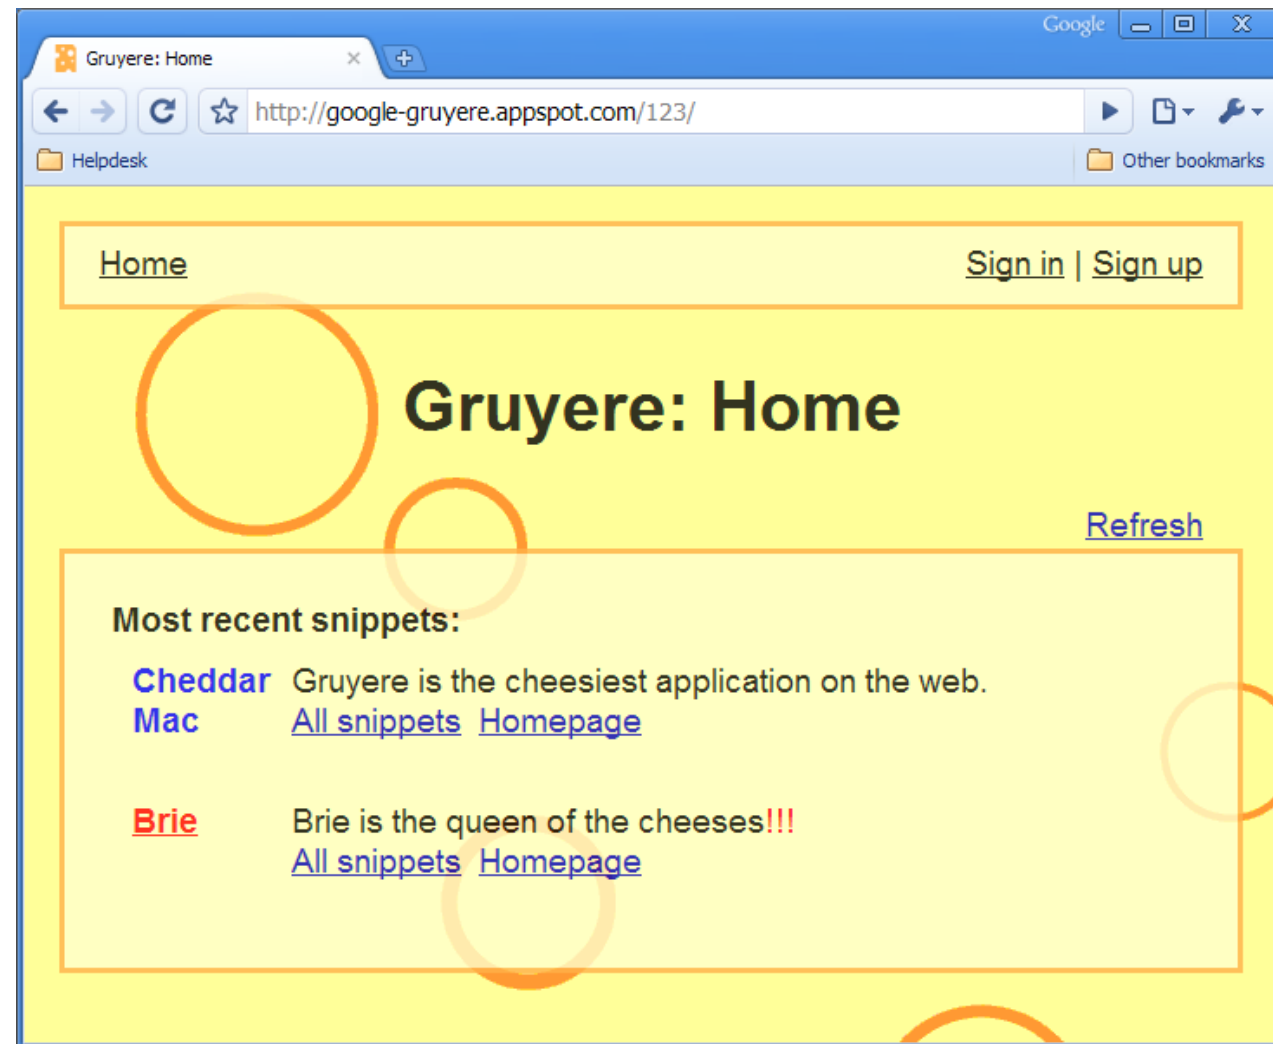 Google
Gruyere: Home
http://google-gruyere.appspot.com/123/
Helpdesk Other bookmarks
Home Sign in | Sign up
Gruyere: Home
Refresh
Most recent snippets:
Cheddar Gruyere is the cheesiest application on the web.
Mac All snippets Homepage
Brie Brie is the queen of the cheeses!!!
All snippets Homepage